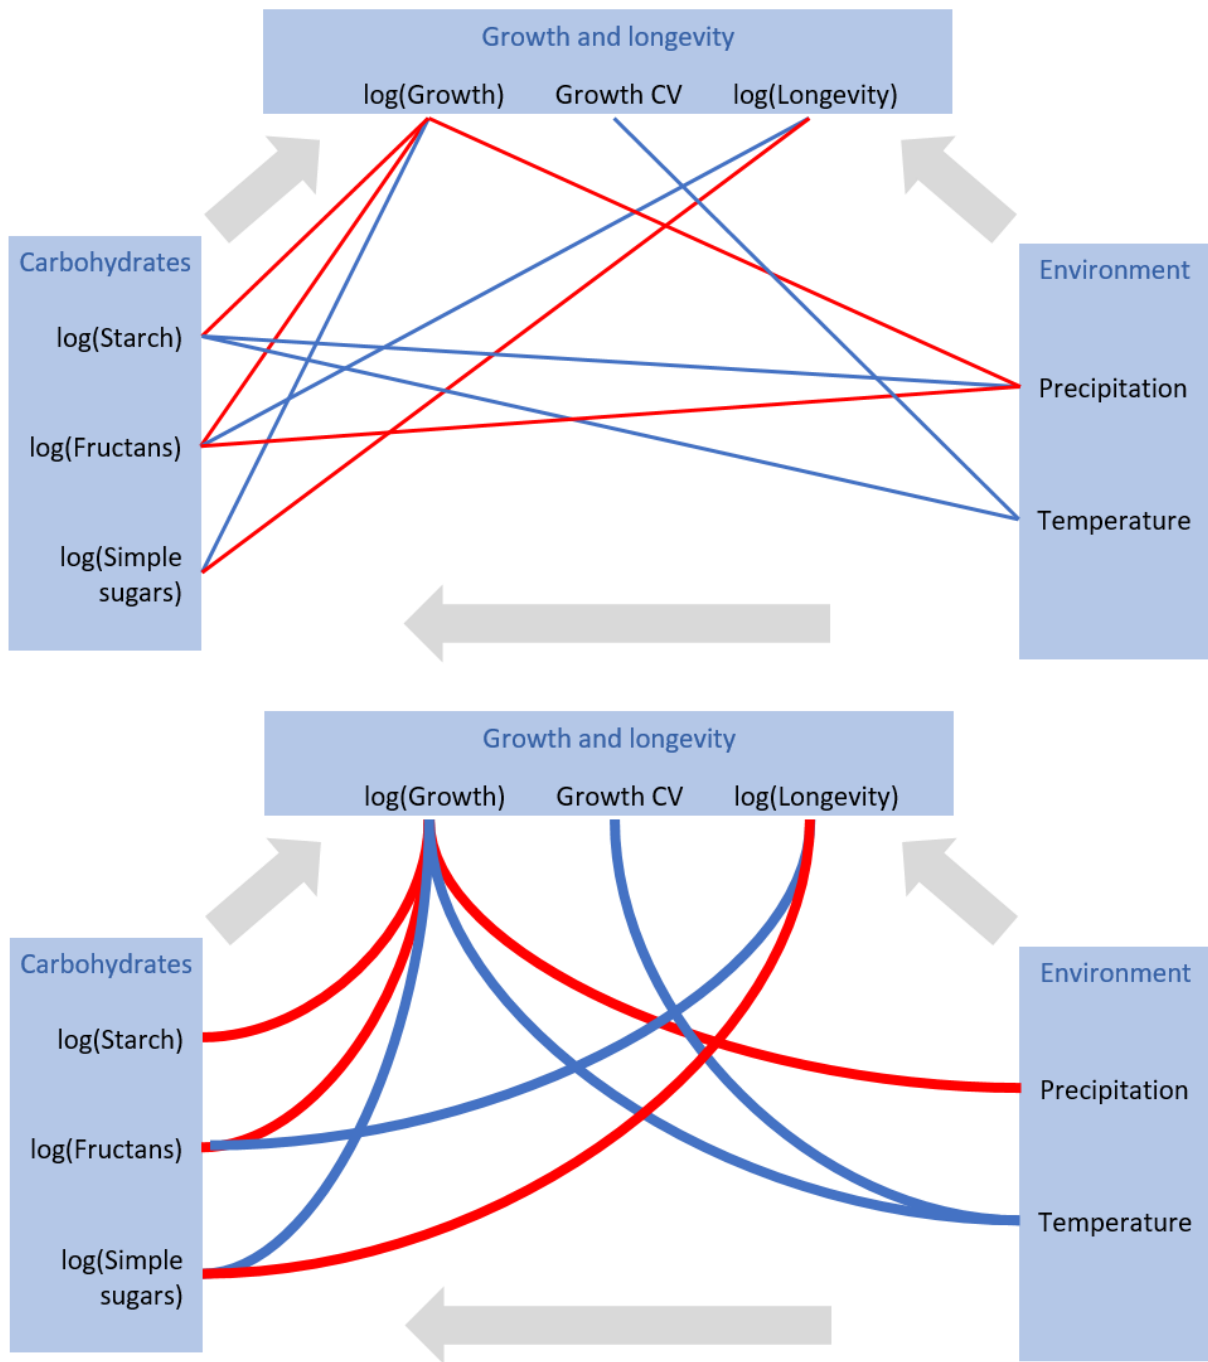 Growth and longevity
log(Growth) Growth CV log(Longevity)
Carbohydrates
log(Starch)
log(Fructans)
log(Simple
sugars)
Environment
Precipitation
Temperature
Growth and longevity
log(Growth) Growth CV log(Longevity)
Carbohydrates
log(Starch)
log(Fructans)
log(Simple
sugars)
Environment
Precipitation
Temperature